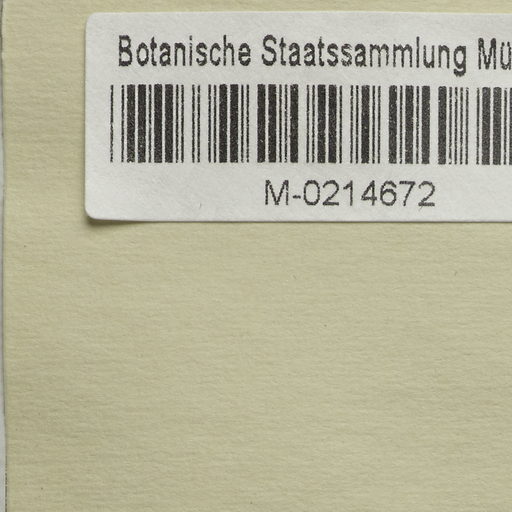 Botanische Staatssammlung Mü
M-0214672